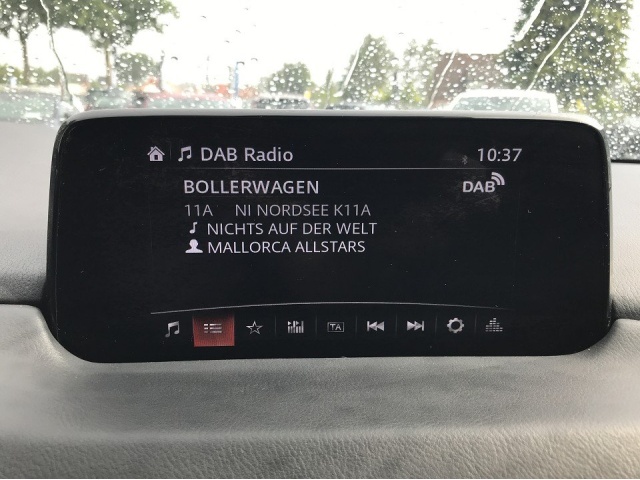 DAB Radio 10:37
BOLLERWAGEN DAB
11A NI NORDSEE K11A
NICHTS AUF DER WELT
MALLORCA ALLSTARS
TA